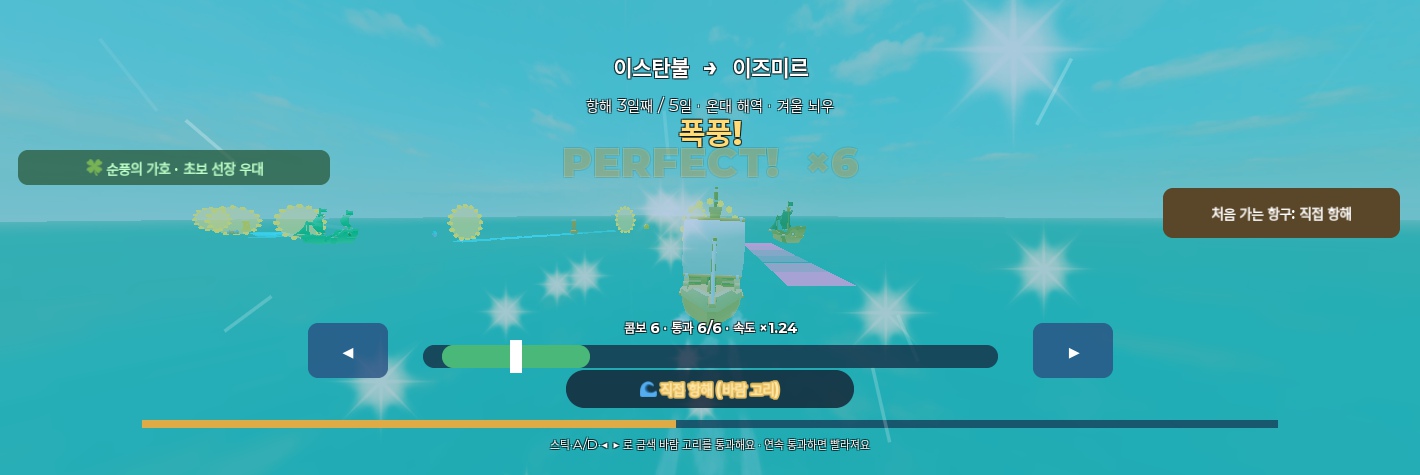 이스탄불 → 이즈미르
항해 3일째 / 5일 · 온대 해역 · 겨울 뇌우
폭풍!
PERFECT! ×6
🍀 순풍의 가호 · 초보 선장 우대
처음 가는 항구: 직접 항해
콤보 6 · 통과 6/6 · 속도 ×1.24
◄
►
🌊 직접 항해 (바람 고리)
스틱·A/D·◄ ►로 금색 바람 고리를 통과해요 · 연속 통과하면 빨라져요